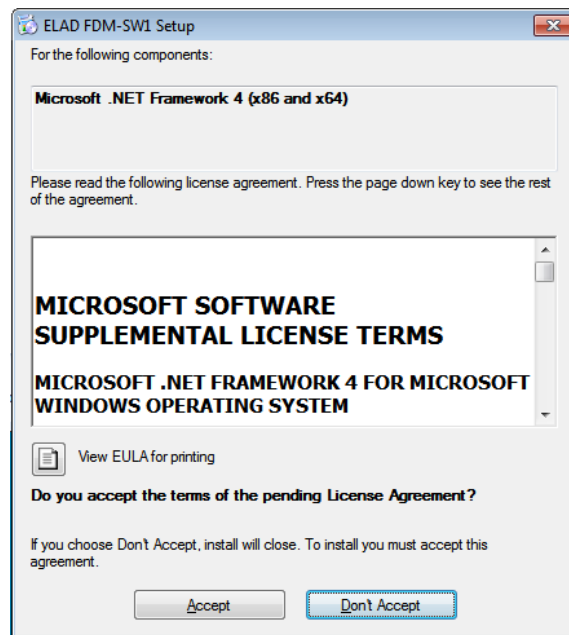 ELAD FDM-SW1 Setup
For the following components:
Microsoft .NET Framework 4 (x86 and x64)
Please read the following license agreement. Press the page down key to see the rest
of the agreement.
MICROSOFT SOFTWARE
SUPPLEMENTAL LICENSE TERMS
MICROSOFT .NET FRAMEWORK 4 FOR MICROSOFT
WINDOWS OPERATING SYSTEM
View EULA for printing
Do you accept the terms of the pending License Agreement?
If you choose Don't Accept, install will close. To install you must accept this
agreement.
Accept
Don't Accept